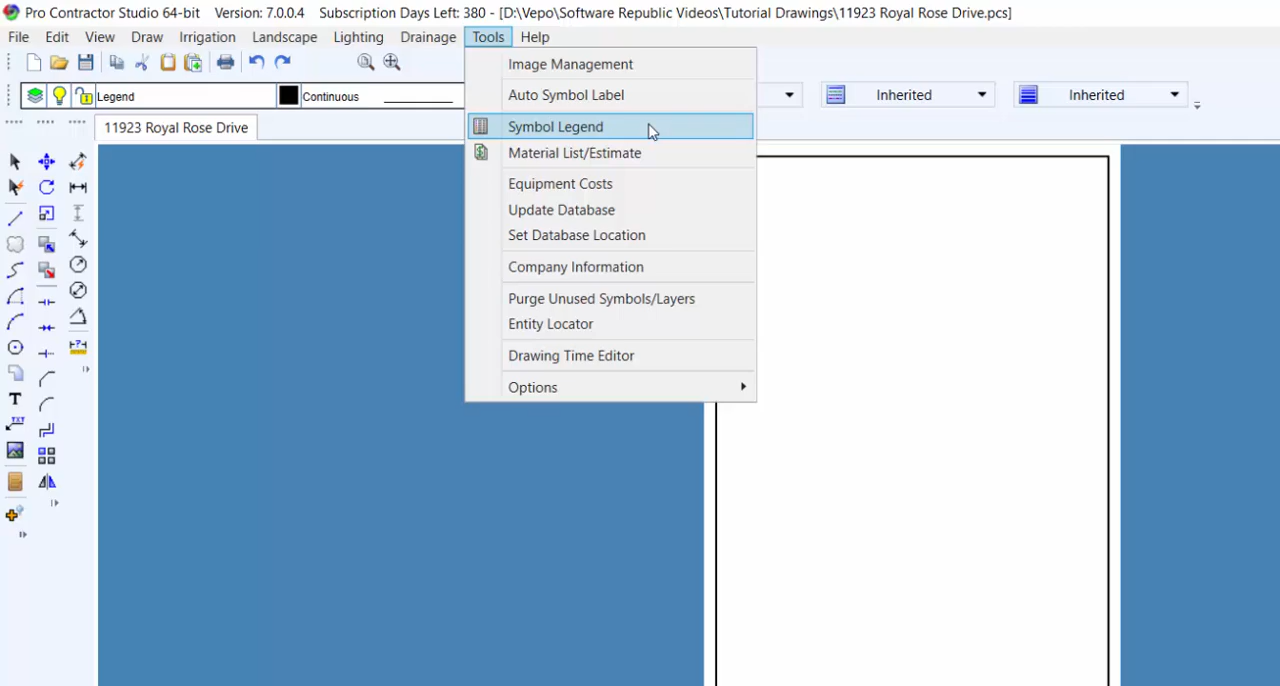 Pro Contractor Studio 64-bit Version: 7.0.0.4 Subscription Days Left: 380 - [D:\Vepo\Software Republic Videos\Tutorial Drawings\11923 Royal Rose Drive.pcs]
File Edit View Draw Irrigation Landscape Lighting Drainage Tools Help
Legend Continuous Inherited Inherited
11923 Royal Rose Drive
Image Management
Auto Symbol Label
Symbol Legend
Material List/Estimate
Equipment Costs
Update Database
Set Database Location
Company Information
Purge Unused Symbols/Layers
Entity Locator
Drawing Time Editor
Options
T
TXT